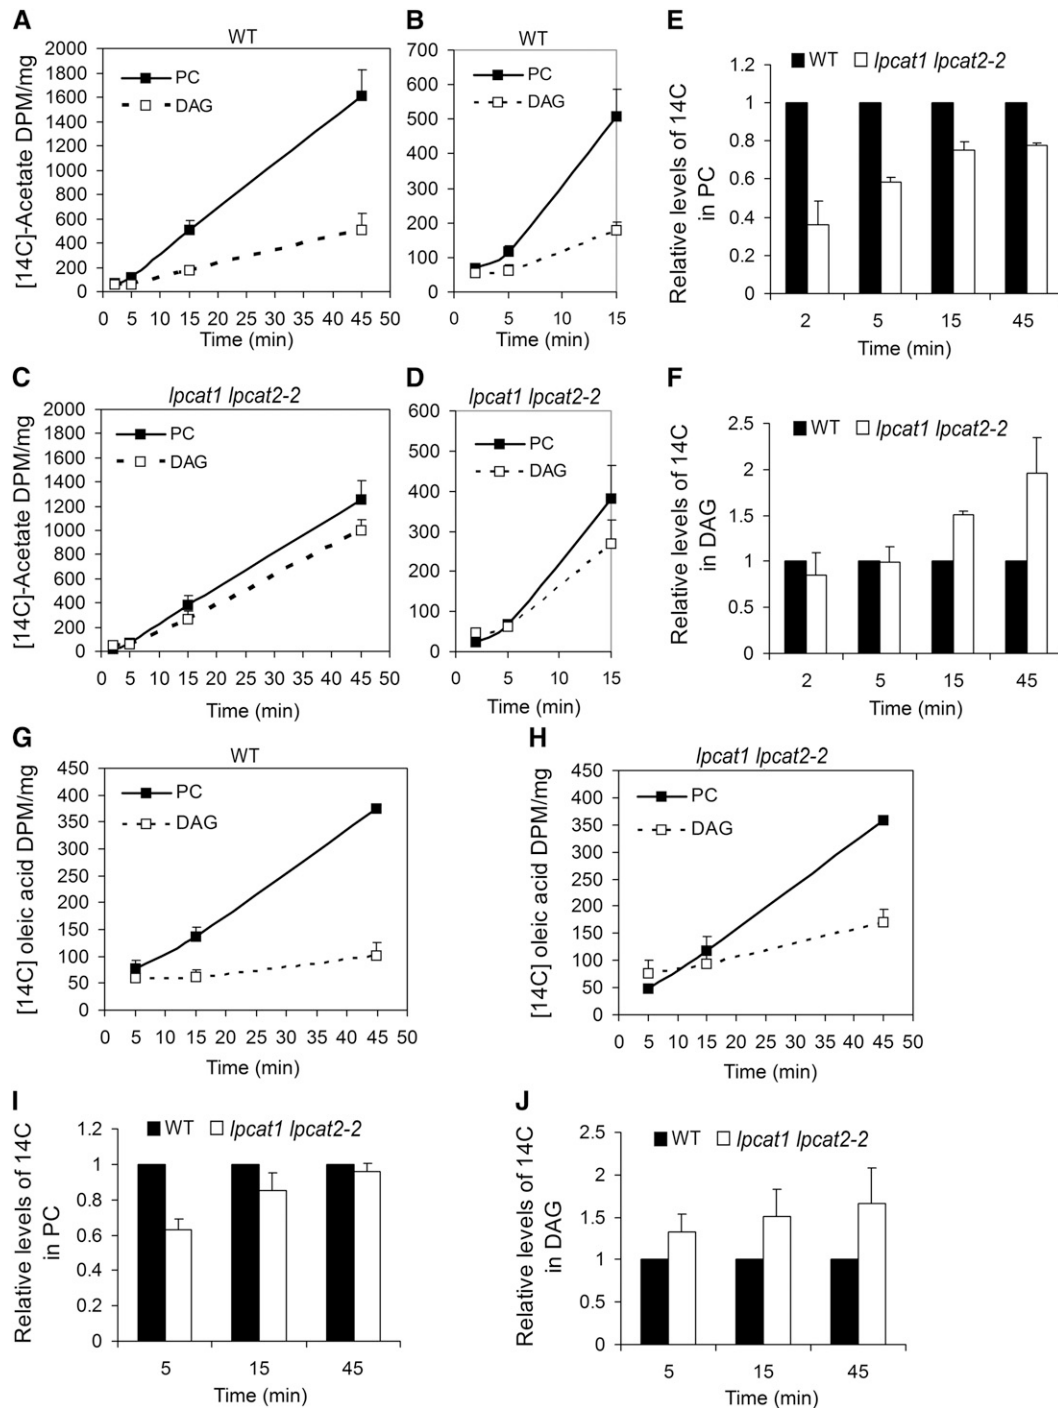 A
WT
[14C]-Acetate DPM/mg
2000
1800
1600
1400
1200
1000
800
600
400
200
0
PC
DAG
0 5 10 15 20 25 30 35 40 45 50
Time (min)
B
WT
700
600
500
400
300
200
100
0
PC
DAG
0 5 10 15
Time (min)
E
WT lpcat1 lpcat2-2
Relative levels of 14C
in PC
1.2
1
0.8
0.6
0.4
0.2
0
2 5 15 45
Time (min)
C
lpcat1 lpcat2-2
[14C]-Acetate DPM/mg
2000
1800
1600
1400
1200
1000
800
600
400
200
0
PC
DAG
0 5 10 15 20 25 30 35 40 45 50
Time (min)
D
lpcat1 lpcat2-2
600
500
400
300
200
100
0
PC
DAG
0 5 10 15
Time (min)
F
WT lpcat1 lpcat2-2
Relative levels of 14C
in DAG
2.5
2
1.5
1
0.5
0
2 5 15 45
Time (min)
G
WT
[14C] oleic acid DPM/mg
450
400
350
300
250
200
150
100
50
0
PC
DAG
0 5 10 15 20 25 30 35 40 45 50
Time (min)
H
lpcat1 lpcat2-2
[14C] oleic acid DPM/mg
450
400
350
300
250
200
150
100
50
0
PC
DAG
0 5 10 15 20 25 30 35 40 45 50
Time (min)
I
WT lpcat1 lpcat2-2
Relative levels of 14C
in PC
1.2
1
0.8
0.6
0.4
0.2
0
5 15 45
Time (min)
J
WT lpcat1 lpcat2-2
Relative levels of 14C
in DAG
2.5
2
1.5
1
0.5
0
5 15 45
Time (min)